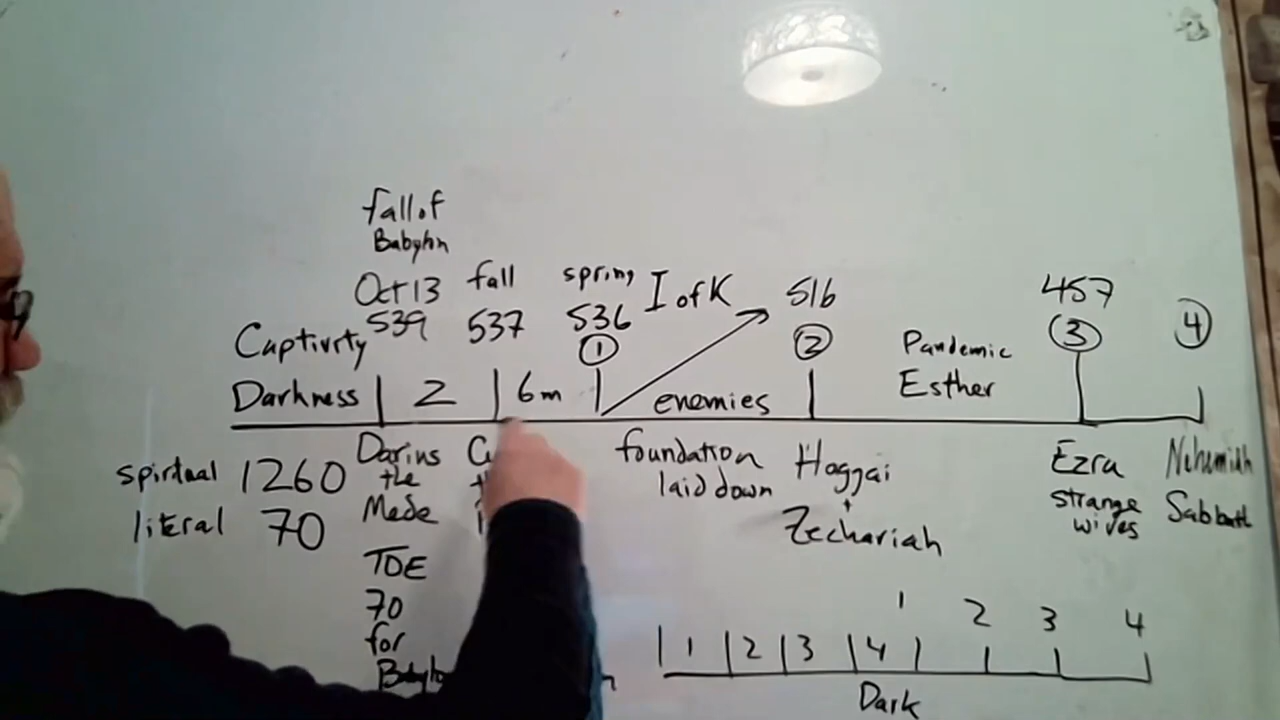 fall of
Babylon
Oct 13 fall spring I of K 516 457
539 537 536 ① ② ③ ④
Captivity
Darkness 2 6m enemies Pandemic
Esther
spirtual 1260 Darius foundation Haggai Ezra Nehemiah
literal 70 the laid down + strange Sabbath
Mede Zechariah wives
TOE
70
for
1 2 3 4
1 2 3 4
Dark